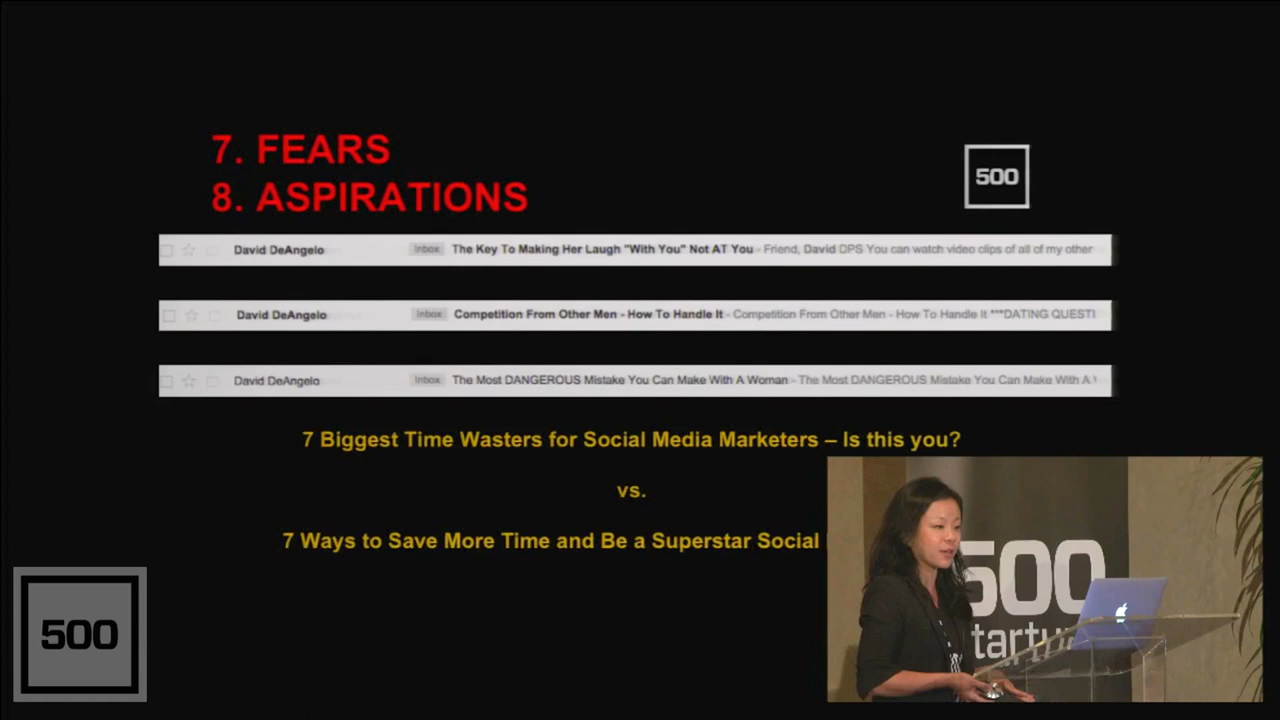 7. FEARS
8. ASPIRATIONS
500
David DeAngelo Inbox The Key To Making Her Laugh "With You" Not AT You - Friend, David DPS You can watch video clips of all of my other
David DeAngelo Inbox Competition From Other Men - How To Handle It - Competition From Other Men - How To Handle It ***DATING QUESTI
David DeAngelo Inbox The Most DANGEROUS Mistake You Can Make With A Woman - The Most DANGEROUS Mistake You Can Make With A
7 Biggest Time Wasters for Social Media Marketers – Is this you?
vs.
7 Ways to Save More Time and Be a Superstar Social
500
500
tartu